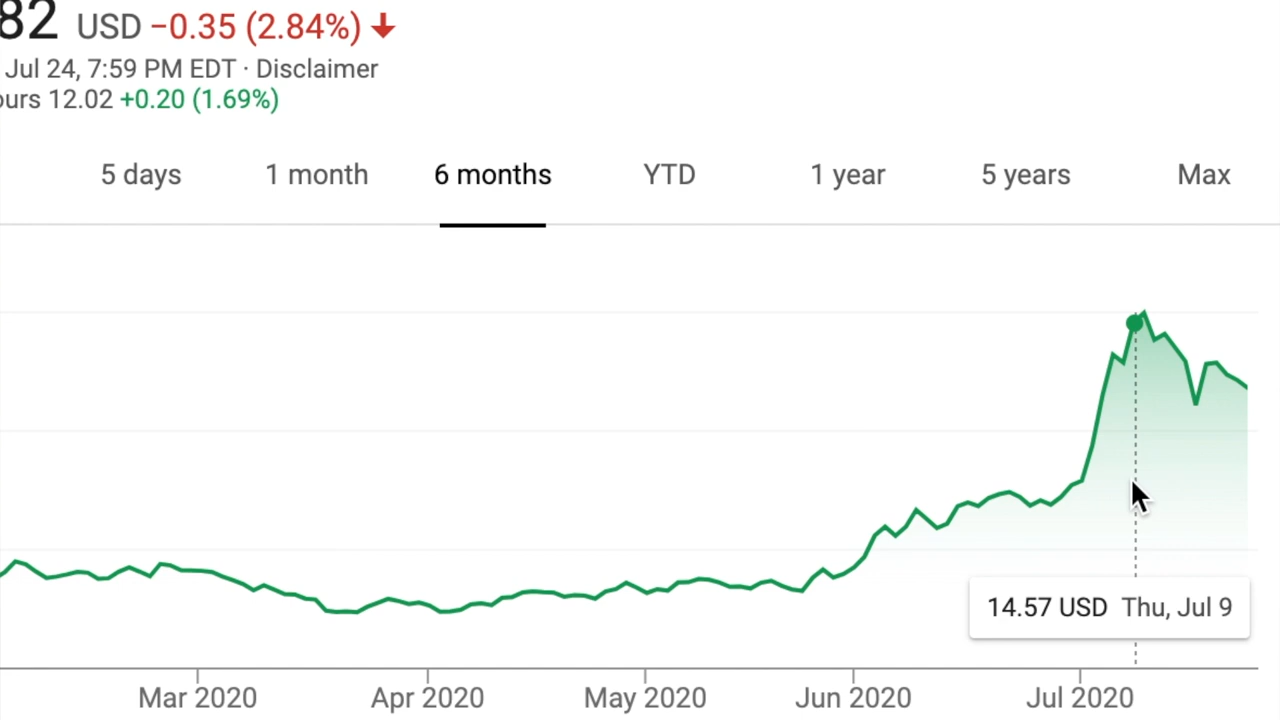 82 USD −0.35 (2.84%)
Jul 24, 7:59 PM EDT · Disclaimer
ours 12.02 +0.20 (1.69%)
5 days 1 month 6 months YTD 1 year 5 years Max
14.57 USD Thu, Jul 9
Mar 2020 Apr 2020 May 2020 Jun 2020 Jul 2020